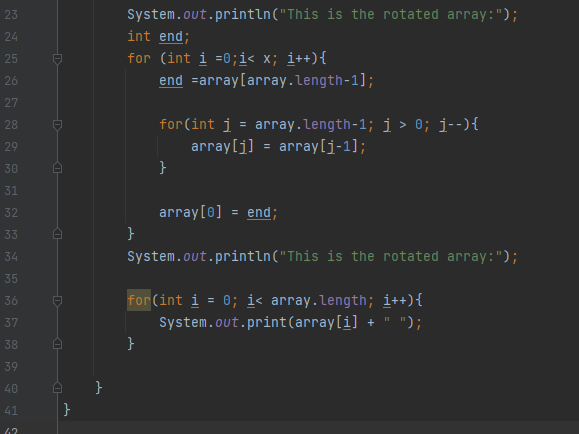 23 System.out.println("This is the rotated array:");
24 int end;
25 for (int i =0;i< x; i++){
26 end =array[array.length-1];
27
28 for(int j = array.length-1; j > 0; j--){
29 array[j] = array[j-1];
30 }
31
32 array[0] = end;
33 }
34 System.out.println("This is the rotated array:");
35
36 for(int i = 0; i< array.length; i++){
37 System.out.print(array[i] + " ");
38 }
39
40 }
41 }
42